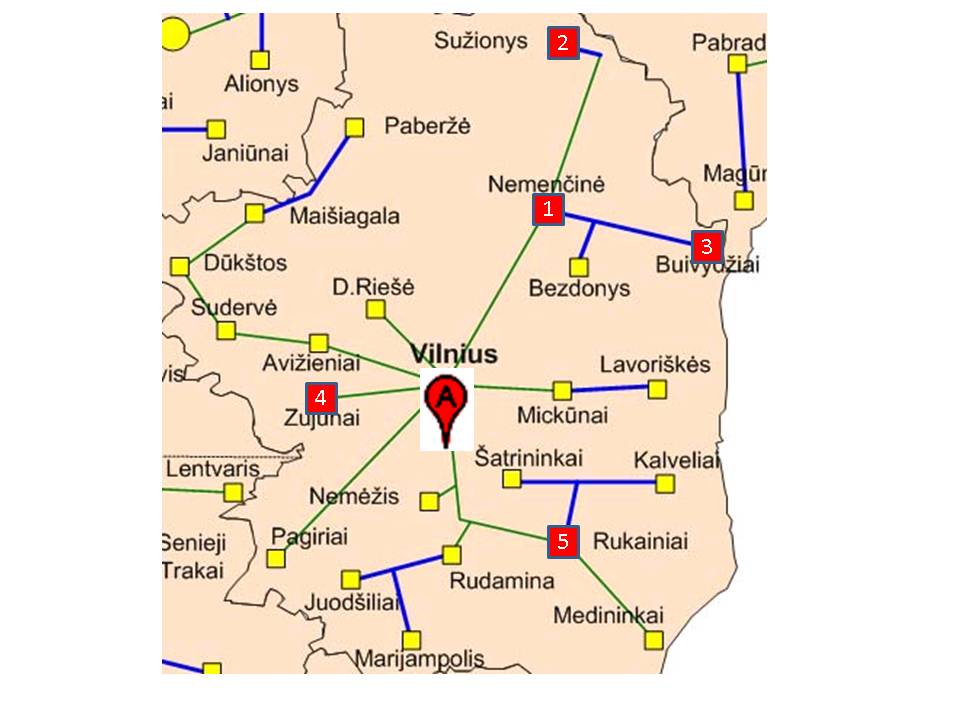 Sužionys
2
Pabrad
Alionys
ai
Paberžė
Janiūnai
Nemenčinė
Magūr
1
Maišiagala
3
Dūkštos
Buivydžiai
D.Riešė
Bezdonys
Sudervė
Vilnius
Avižieniai
Lavoriškės
vis
4
A
Zujūnai
Mickūnai
Šatrininkai
Kalveliai
Lentvaris
Nemėžis
Pagiriai
5
Rukainiai
Senieji
Trakai
Rudamina
Juodšiliai
Medininkai
Marijampolis